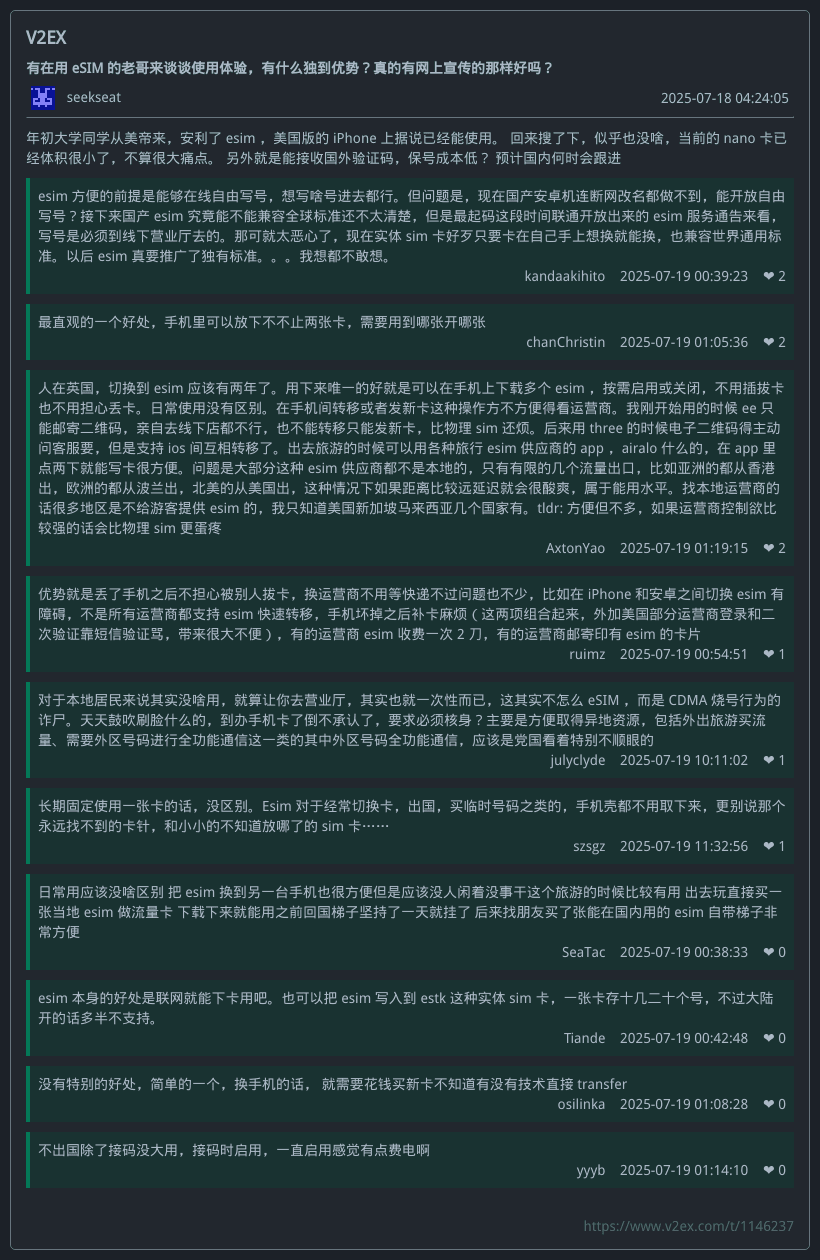 V2EX
有在用 eSIM 的老哥来谈谈使用体验，有什么独到优势？真的有网上宣传的那样好吗？
seekseat 2025-07-18 04:24:05
年初大学同学从美帝来，安利了 esim ，美国版的 iPhone 上据说已经能使用。 回来搜了下，似乎也没啥，当前的 nano 卡已
经体积很小了，不算很大痛点。 另外就是能接收国外验证码，保号成本低？ 预计国内何时会跟进
esim 方便的前提是能够在线自由写号，想写啥号进去都行。但问题是，现在国产安卓机连断网改名都做不到，能开放自由
写号？接下来国产 esim 究竟能不能兼容全球标准还不太清楚，但是最起码这段时间联通开放出来的 esim 服务通告来看，
写号是必须到线下营业厅去的。那可就太恶心了，现在实体 sim 卡好歹只要卡在自己手上想换就能换，也兼容世界通用标
准。以后 esim 真要推广了独有标准。。。我想都不敢想。
kandaakihito 2025-07-19 00:39:23 ❤ 2
最直观的一个好处，手机里可以放下不不止两张卡，需要用到哪张开哪张
chanChristin 2025-07-19 01:05:36 ❤ 2
人在英国，切换到 esim 应该有两年了。用下来唯一的好就是可以在手机上下载多个 esim ，按需启用或关闭，不用插拔卡
也不用担心丢卡。日常使用没有区别。在手机间转移或者发新卡这种操作方不方便得看运营商。我刚开始用的时候 ee 只
能邮寄二维码，亲自去线下店都不行，也不能转移只能发新卡，比物理 sim 还烦。后来用 three 的时候电子二维码得主动
问客服要，但是支持 ios 间互相转移了。出去旅游的时候可以用各种旅行 esim 供应商的 app ，airalo 什么的，在 app 里
点两下就能写卡很方便。问题是大部分这种 esim 供应商都不是本地的，只有有限的几个流量出口，比如亚洲的都从香港
出，欧洲的都从波兰出，北美的从美国出，这种情况下如果距离比较远延迟就会很酸爽，属于能用水平。找本地运营商的
话很多地区是不给游客提供 esim 的，我只知道美国新加坡马来西亚几个国家有。tldr: 方便但不多，如果运营商控制欲比
较强的话会比物理 sim 更蛋疼
AxtonYao 2025-07-19 01:19:15 ❤ 2
优势就是丢了手机之后不担心被别人拔卡，换运营商不用等快递不过问题也不少，比如在 iPhone 和安卓之间切换 esim 有
障碍，不是所有运营商都支持 esim 快速转移，手机坏掉之后补卡麻烦（这两项组合起来，外加美国部分运营商登录和二
次验证靠短信验证骂，带来很大不便），有的运营商 esim 收费一次 2 刀，有的运营商邮寄印有 esim 的卡片
ruimz 2025-07-19 00:54:51 ❤ 1
对于本地居民来说其实没啥用，就算让你去营业厅，其实也就一次性而已，这其实不怎么 eSIM ，而是 CDMA 烧号行为的
诈尸。天天鼓吹刷脸什么的，到办手机卡了倒不承认了，要求必须核身？主要是方便取得异地资源，包括外出旅游买流
量、需要外区号码进行全功能通信这一类的其中外区号码全功能通信，应该是党国看着特别不顺眼的
julyclyde 2025-07-19 10:11:02 ❤ 1
长期固定使用一张卡的话，没区别。Esim 对于经常切换卡，出国，买临时号码之类的，手机壳都不用取下来，更别说那个
永远找不到的卡针，和小小的不知道放哪了的 sim 卡⋯⋯
szsgz 2025-07-19 11:32:56 ❤ 1
日常用应该没啥区别 把 esim 换到另一台手机也很方便但是应该没人闲着没事干这个旅游的时候比较有用 出去玩直接买一
张当地 esim 做流量卡 下载下来就能用之前回国梯子坚持了一天就挂了 后来找朋友买了张能在国内用的 esim 自带梯子非
常方便
SeaTac 2025-07-19 00:38:33 ❤ 0
esim 本身的好处是联网就能下卡用吧。也可以把 esim 写入到 estk 这种实体 sim 卡，一张卡存十几二十个号，不过大陆
开的话多半不支持。
Tiande 2025-07-19 00:42:48 ❤ 0
没有特别的好处，简单的一个，换手机的话， 就需要花钱买新卡不知道有没有技术直接 transfer
osilinka 2025-07-19 01:08:28 ❤ 0
不出国除了接码没大用，接码时启用，一直启用感觉有点费电啊
yyyb 2025-07-19 01:14:10 ❤ 0
https://www.v2ex.com/t/1146237